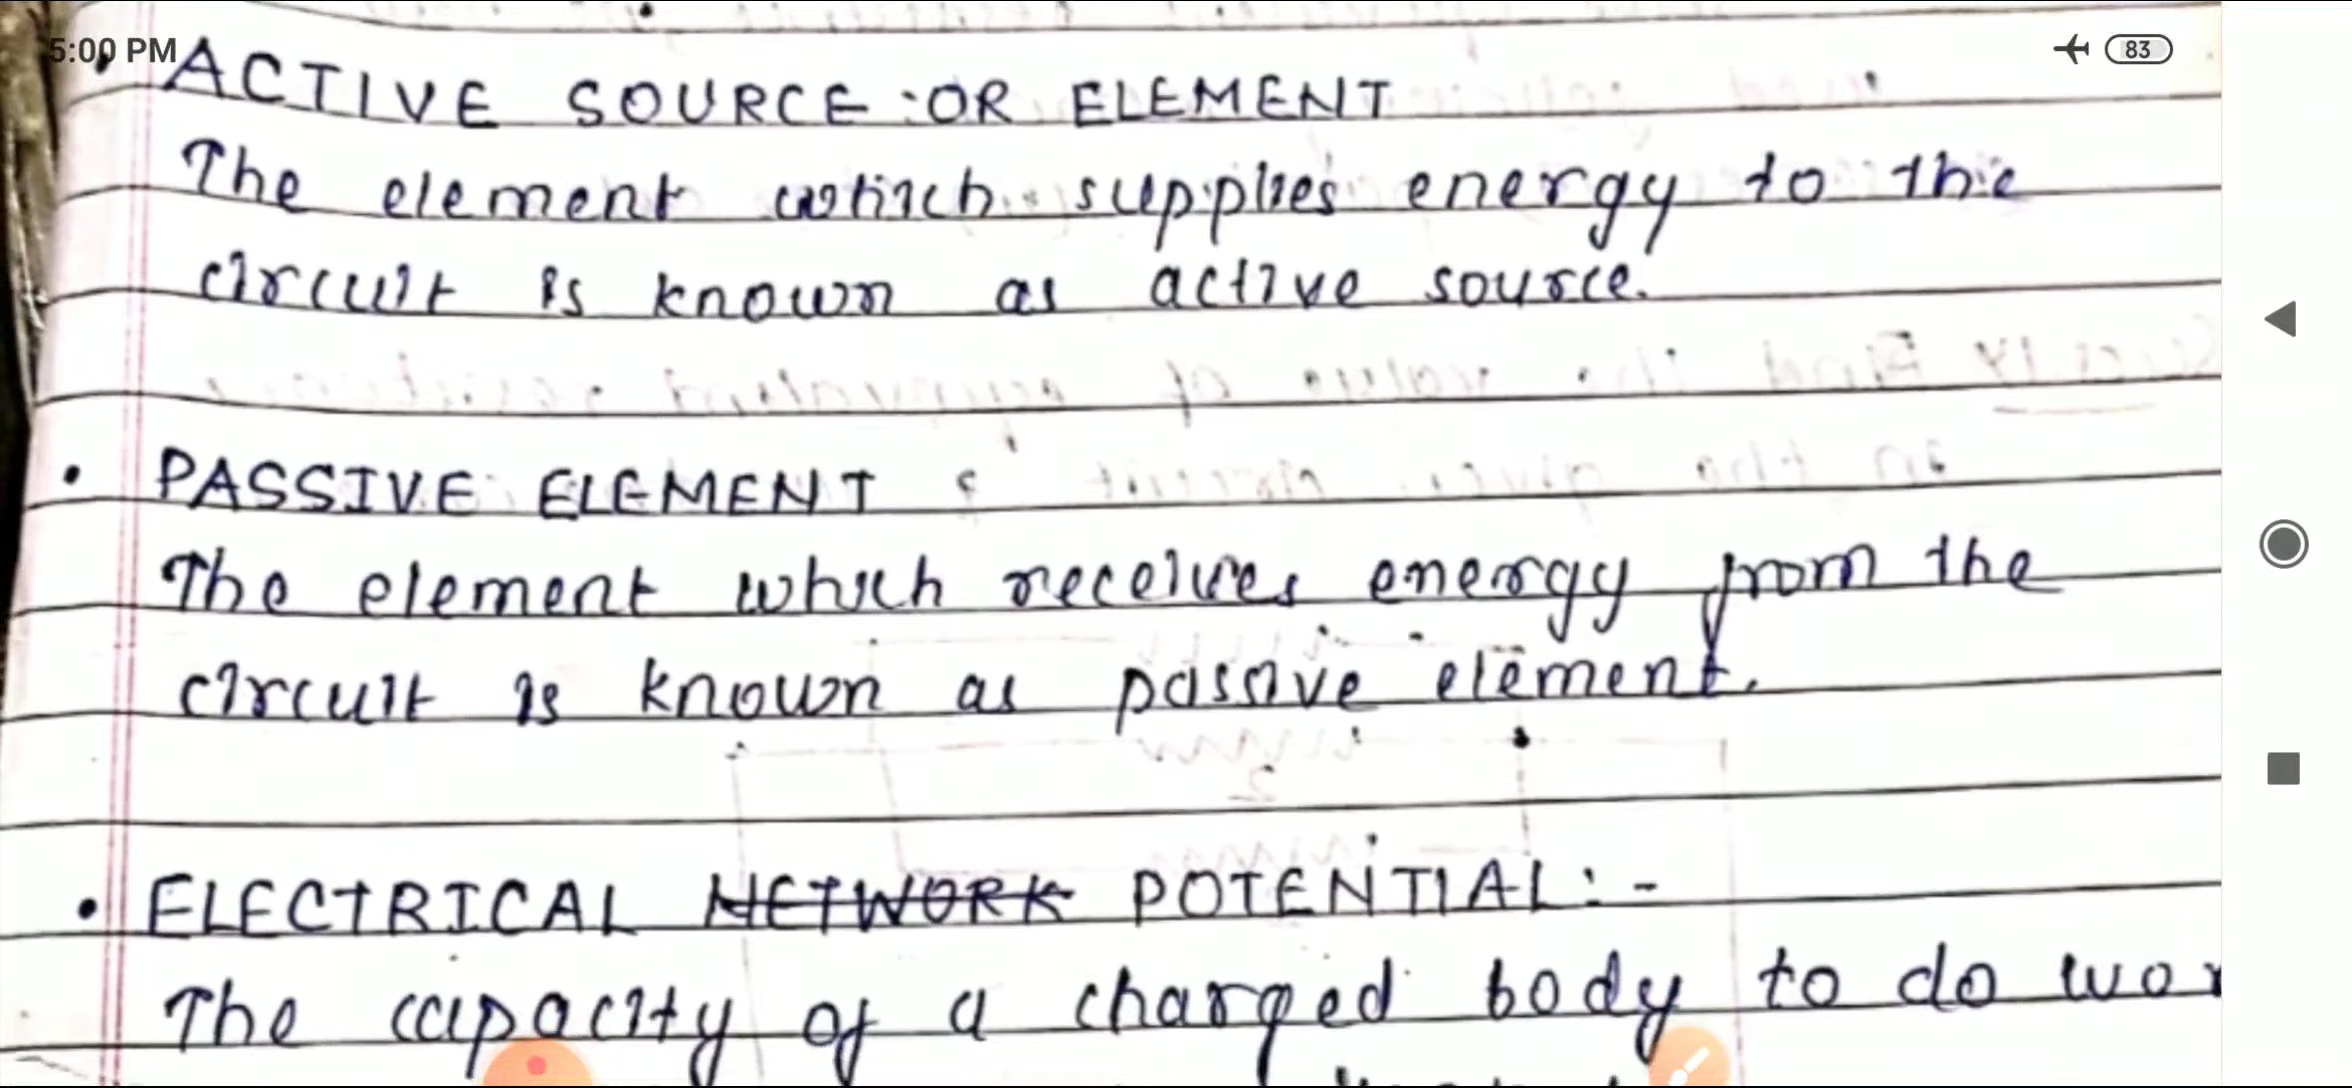 5:00 PM
83
• ACTIVE SOURCE : OR ELEMENT
The element which supplies energy to the
circuit is known as active source.
• PASSIVE ELEMENT :
The element which receives energy from the
circuit is known as passive element.
• ELECTRICAL NETWORK POTENTIAL : -
The capacity of a charged body to do wor